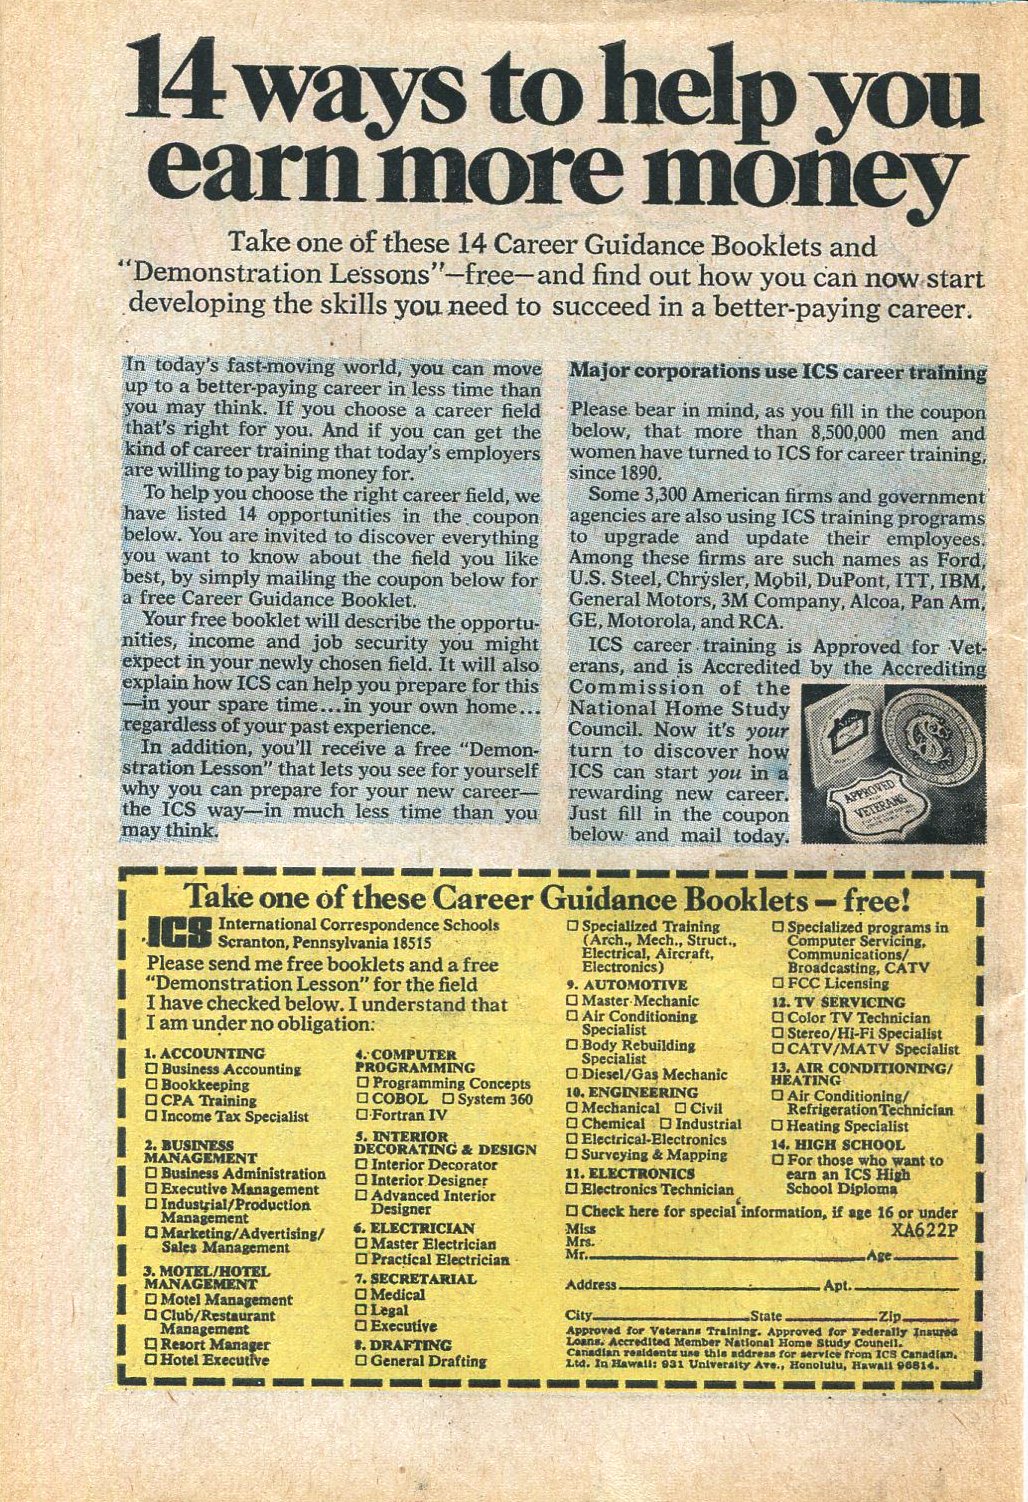 14 ways to help you
earn more money
Take one of these 14 Career Guidance Booklets and
“Demonstration Lessons”—free—and find out how you can now start
developing the skills you need to succeed in a better-paying career.
In today's fast-moving world, you can move
up to a better-paying career in less time than
you may think. If you choose a career field
that's right for you. And if you can get the
kind of career training that today's employers
are willing to pay big money for.
To help you choose the right career field, we
have listed 14 opportunities in the coupon
below. You are invited to discover everything
you want to know about the field you like
best, by simply mailing the coupon below for
a free Career Guidance Booklet.
Your free booklet will describe the opportu-
nities, income and job security you might
expect in your newly chosen field. It will also
explain how ICS can help you prepare for this
—in your spare time...in your own home...
regardless of your past experience.
In addition, you'll receive a free “Demon-
stration Lesson” that lets you see for yourself
why you can prepare for your new career—
the ICS way—in much less time than you
may think.
Major corporations use ICS career training
Please bear in mind, as you fill in the coupon
below, that more than 8,500,000 men and
women have turned to ICS for career training,
since 1890.
Some 3,300 American firms and government
agencies are also using ICS training programs
to upgrade and update their employees.
Among these firms are such names as Ford,
U.S. Steel, Chrysler, Mobil, DuPont, ITT, IBM,
General Motors, 3M Company, Alcoa, Pan Am,
GE, Motorola, and RCA.
ICS career training is Approved for Vet-
erans, and is Accredited by the Accrediting
Commission of the
National Home Study
Council. Now it's your
turn to discover how
ICS can start you in a
rewarding new career.
Just fill in the coupon
below and mail today.
APPROVED
VETERANS
Take one of these Career Guidance Booklets — free!
ICS International Correspondence Schools
Scranton, Pennsylvania 18515
Please send me free booklets and a free
“Demonstration Lesson” for the field
I have checked below. I understand that
I am under no obligation:
1. ACCOUNTING
☐ Business Accounting
☐ Bookkeeping
☐ CPA Training
☐ Income Tax Specialist
2. BUSINESS
MANAGEMENT
☐ Business Administration
☐ Executive Management
☐ Industrial/Production
Management
☐ Marketing/Advertising/
Sales Management
3. MOTEL/HOTEL
MANAGEMENT
☐ Motel Management
☐ Club/Restaurant
Management
☐ Resort Manager
☐ Hotel Executive
4. COMPUTER
PROGRAMMING
☐ Programming Concepts
☐ COBOL ☐ System 360
☐ Fortran IV
5. INTERIOR
DECORATING & DESIGN
☐ Interior Decorator
☐ Interior Designer
☐ Advanced Interior
Designer
6. ELECTRICIAN
☐ Master Electrician
☐ Practical Electrician
7. SECRETARIAL
☐ Medical
☐ Legal
☐ Executive
8. DRAFTING
☐ General Drafting
☐ Specialized Training
(Arch., Mech., Struct.,
Electrical, Aircraft,
Electronics)
9. AUTOMOTIVE
☐ Master Mechanic
☐ Air Conditioning
Specialist
☐ Body Rebuilding
Specialist
☐ Diesel/Gas Mechanic
10. ENGINEERING
☐ Mechanical ☐ Civil
☐ Chemical ☐ Industrial
☐ Electrical-Electronics
☐ Surveying & Mapping
11. ELECTRONICS
☐ Electronics Technician
☐ Specialized programs in
Computer Servicing,
Communications/
Broadcasting, CATV
☐ FCC Licensing
12. TV SERVICING
☐ Color TV Technician
☐ Stereo/Hi-Fi Specialist
☐ CATV/MATV Specialist
13. AIR CONDITIONING/
HEATING
☐ Air Conditioning/
Refrigeration Technician
☐ Heating Specialist
14. HIGH SCHOOL
☐ For those who want to
earn an ICS High
School Diploma
☐ Check here for special information, if age 16 or under
Miss XA622P
Mrs.
Mr. Age
Address Apt.
City State Zip
Approved for Veterans Training. Approved for Federally Insured
Loans. Accredited Member National Home Study Council.
Canadian residents use this address for service from ICS Canadian,
Ltd. In Hawaii: 931 University Ave., Honolulu, Hawaii 96814.